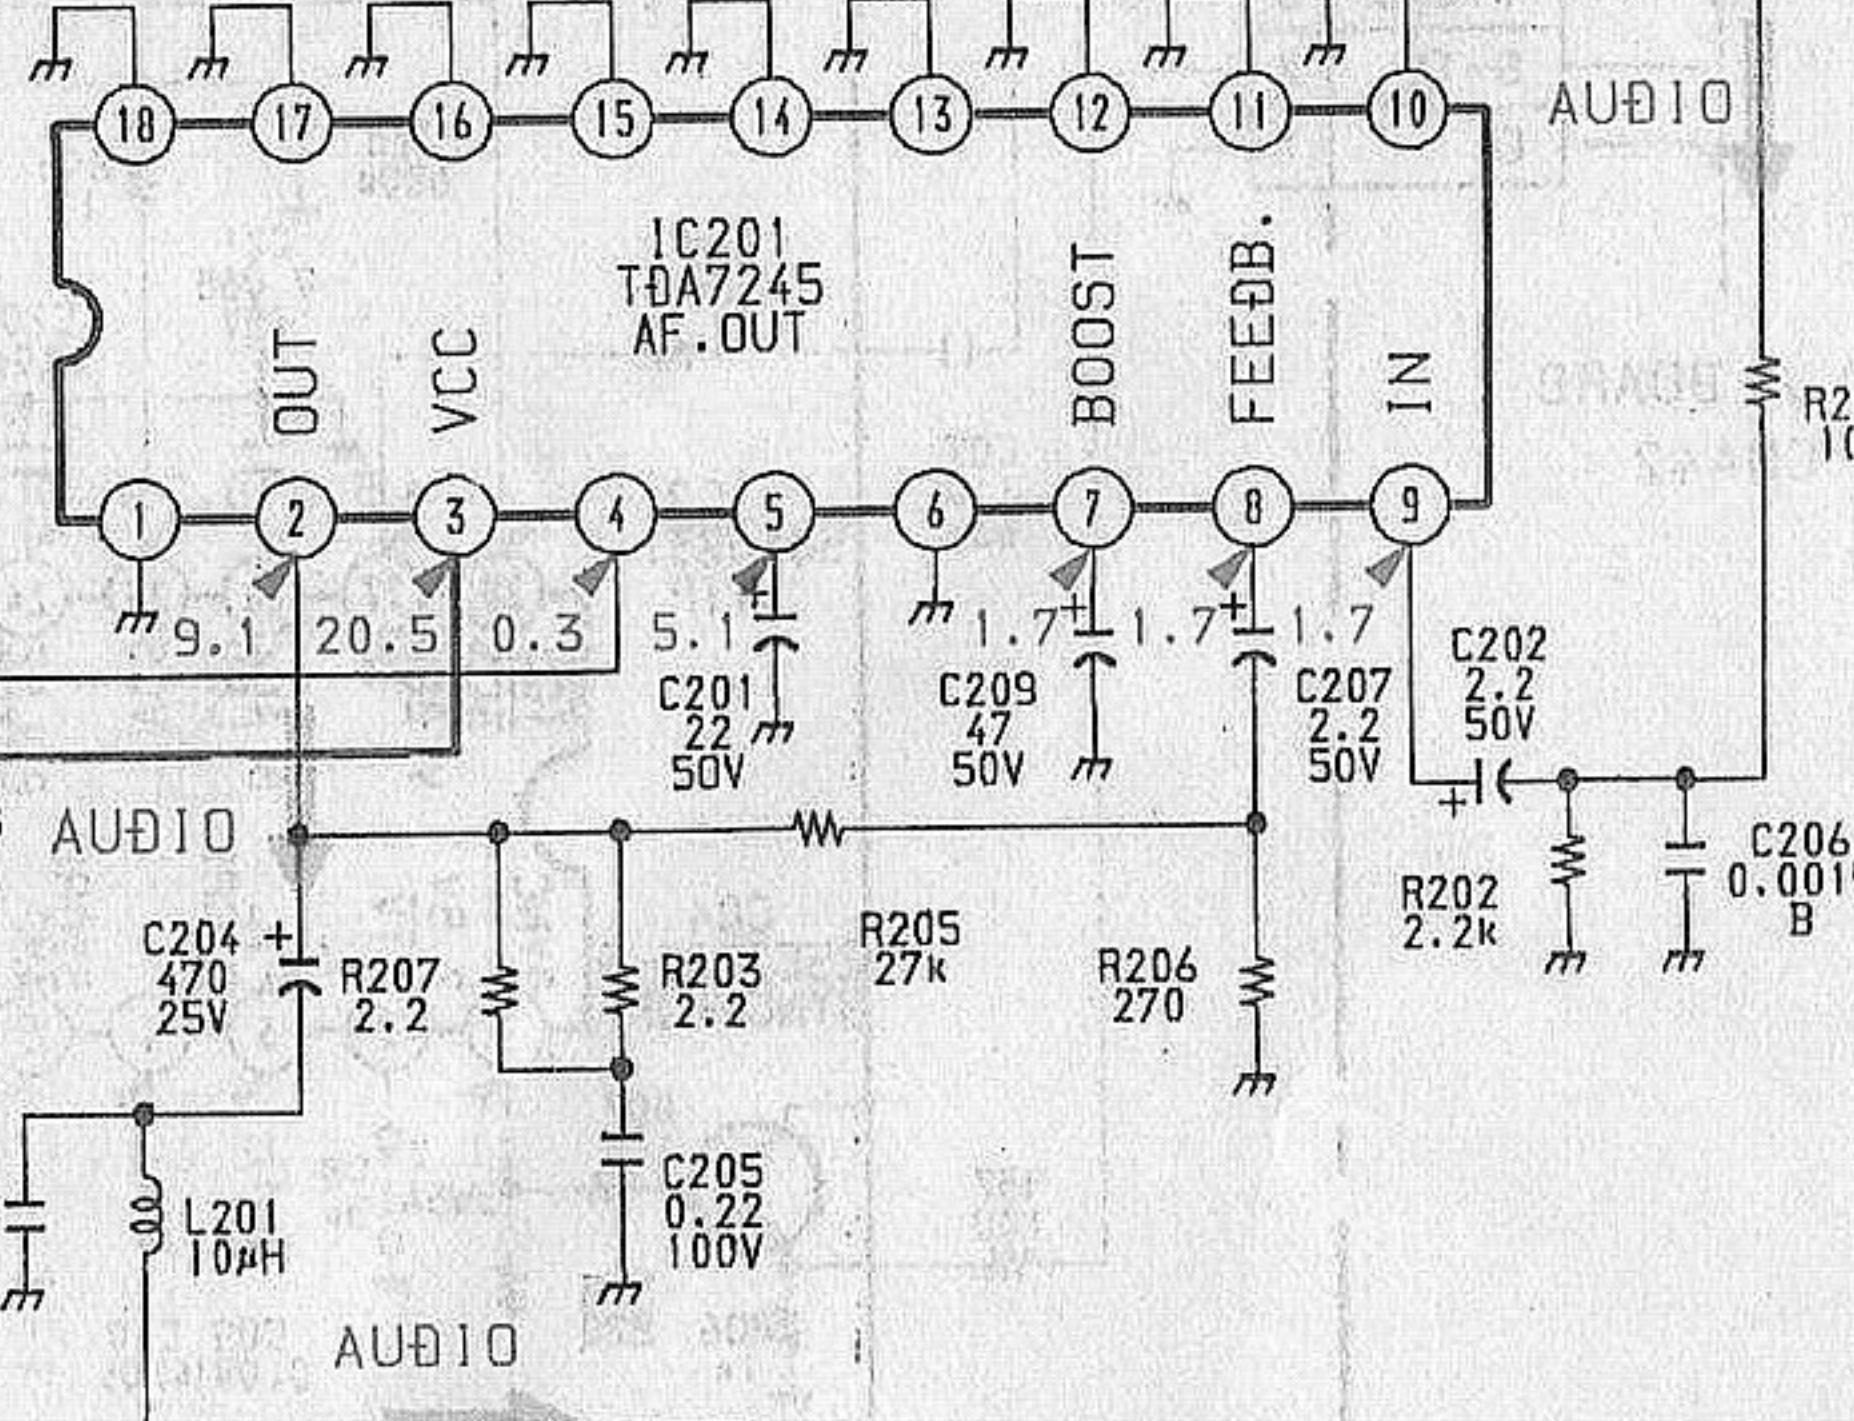 18 17 16 15 14 13 12 11 10
AUDIO
IC201
TDA7245
AF.OUT
OUT
VCC
BOOST
FEEDB.
IN
1 2 3 4 5 6 7 8 9
9.1 20.5 0.3 5.1 1.7 1.7 1.7
+
+
+
C201
22
50V
C209
47
50V
C207
2.2
50V
C202
2.2
50V
+
AUDIO
C204
470
25V
+
R207
2.2
R203
2.2
R205
27k
R206
270
R202
2.2k
C206
B
L201
10µH
C205
0.22
100V
AUDIO